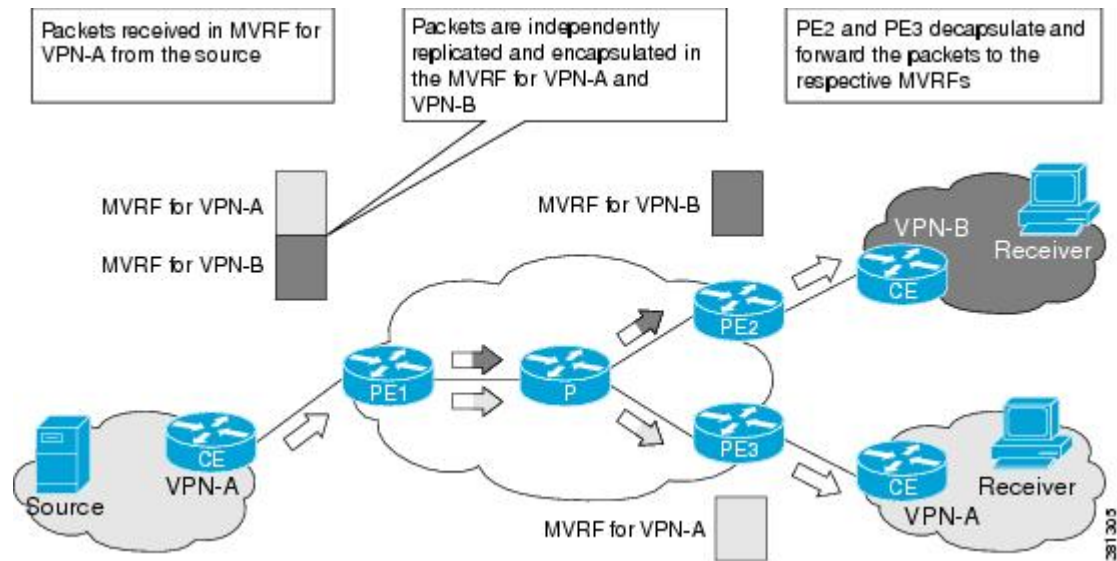 Packets received in MVRF for
VPN-A from the source
Packets are independently
replicated and encapsulated in
the MVRF for VPN-A and
VPN-B
PE2 and PE3 decapsulate and
forward the packets to the
respective MVRFs
MVRF for VPN-A
MVRF for VPN-B
MVRF for VPN-B
VPN-B
Receiver
CE
PE2
PE1
P
PE3
CE
VPN-A
Source
CE
Receiver
VPN-A
MVRF for VPN-A
281305